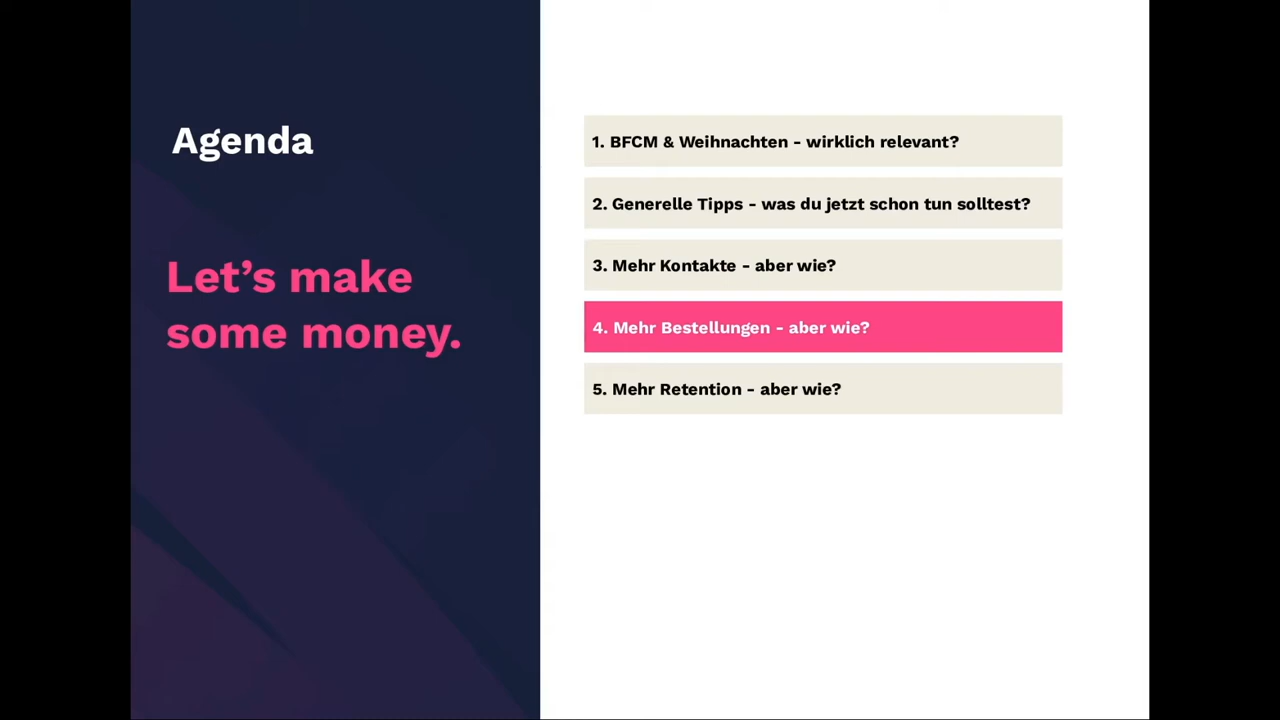 Agenda
Let’s make
some money.
1. BFCM & Weihnachten - wirklich relevant?
2. Generelle Tipps - was du jetzt schon tun solltest?
3. Mehr Kontakte - aber wie?
4. Mehr Bestellungen - aber wie?
5. Mehr Retention - aber wie?